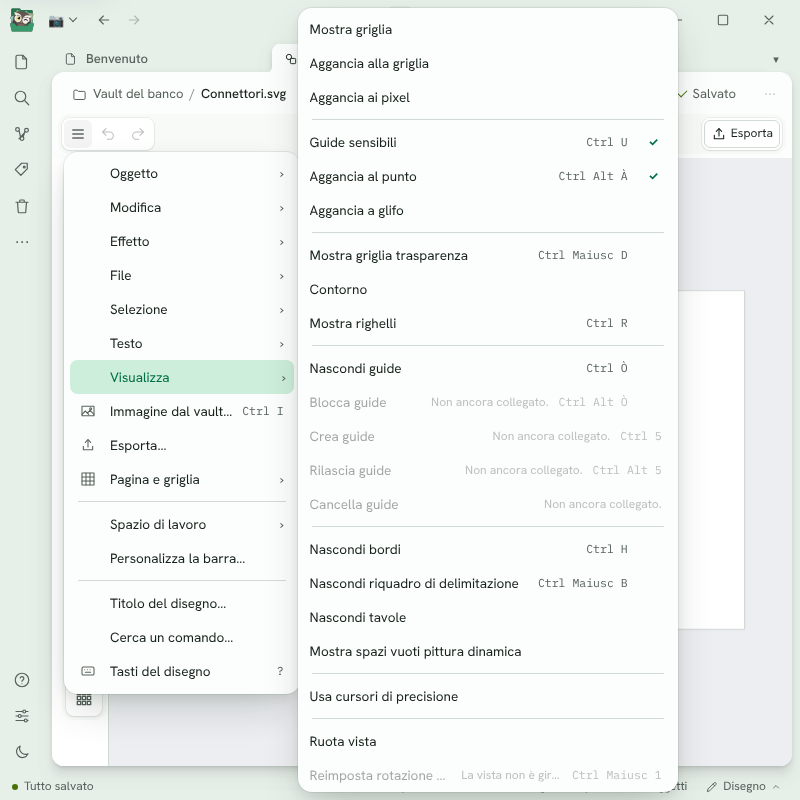 Benvenuto
Vault del banco / Connettori.svg
Salvato
Esporta
Oggetto
Modifica
Effetto
File
Selezione
Testo
Visualizza
Immagine dal vault... Ctrl I
Esporta...
Pagina e griglia
Spazio di lavoro
Personalizza la barra...
Titolo del disegno...
Cerca un comando...
Tasti del disegno ?
Mostra griglia
Aggancia alla griglia
Aggancia ai pixel
Guide sensibili Ctrl U
Aggancia al punto Ctrl Alt À
Aggancia a glifo
Mostra griglia trasparenza Ctrl Maiusc D
Contorno
Mostra righelli Ctrl R
Nascondi guide Ctrl Ò
Blocca guide Non ancora collegato. Ctrl Alt Ò
Crea guide Non ancora collegato. Ctrl 5
Rilascia guide Non ancora collegato. Ctrl Alt 5
Cancella guide Non ancora collegato.
Nascondi bordi Ctrl H
Nascondi riquadro di delimitazione Ctrl Maiusc B
Nascondi tavole
Mostra spazi vuoti pittura dinamica
Usa cursori di precisione
Ruota vista
Reimposta rotazione ... La vista non è gir... Ctrl Maiusc 1
Tutto salvato
Disegno